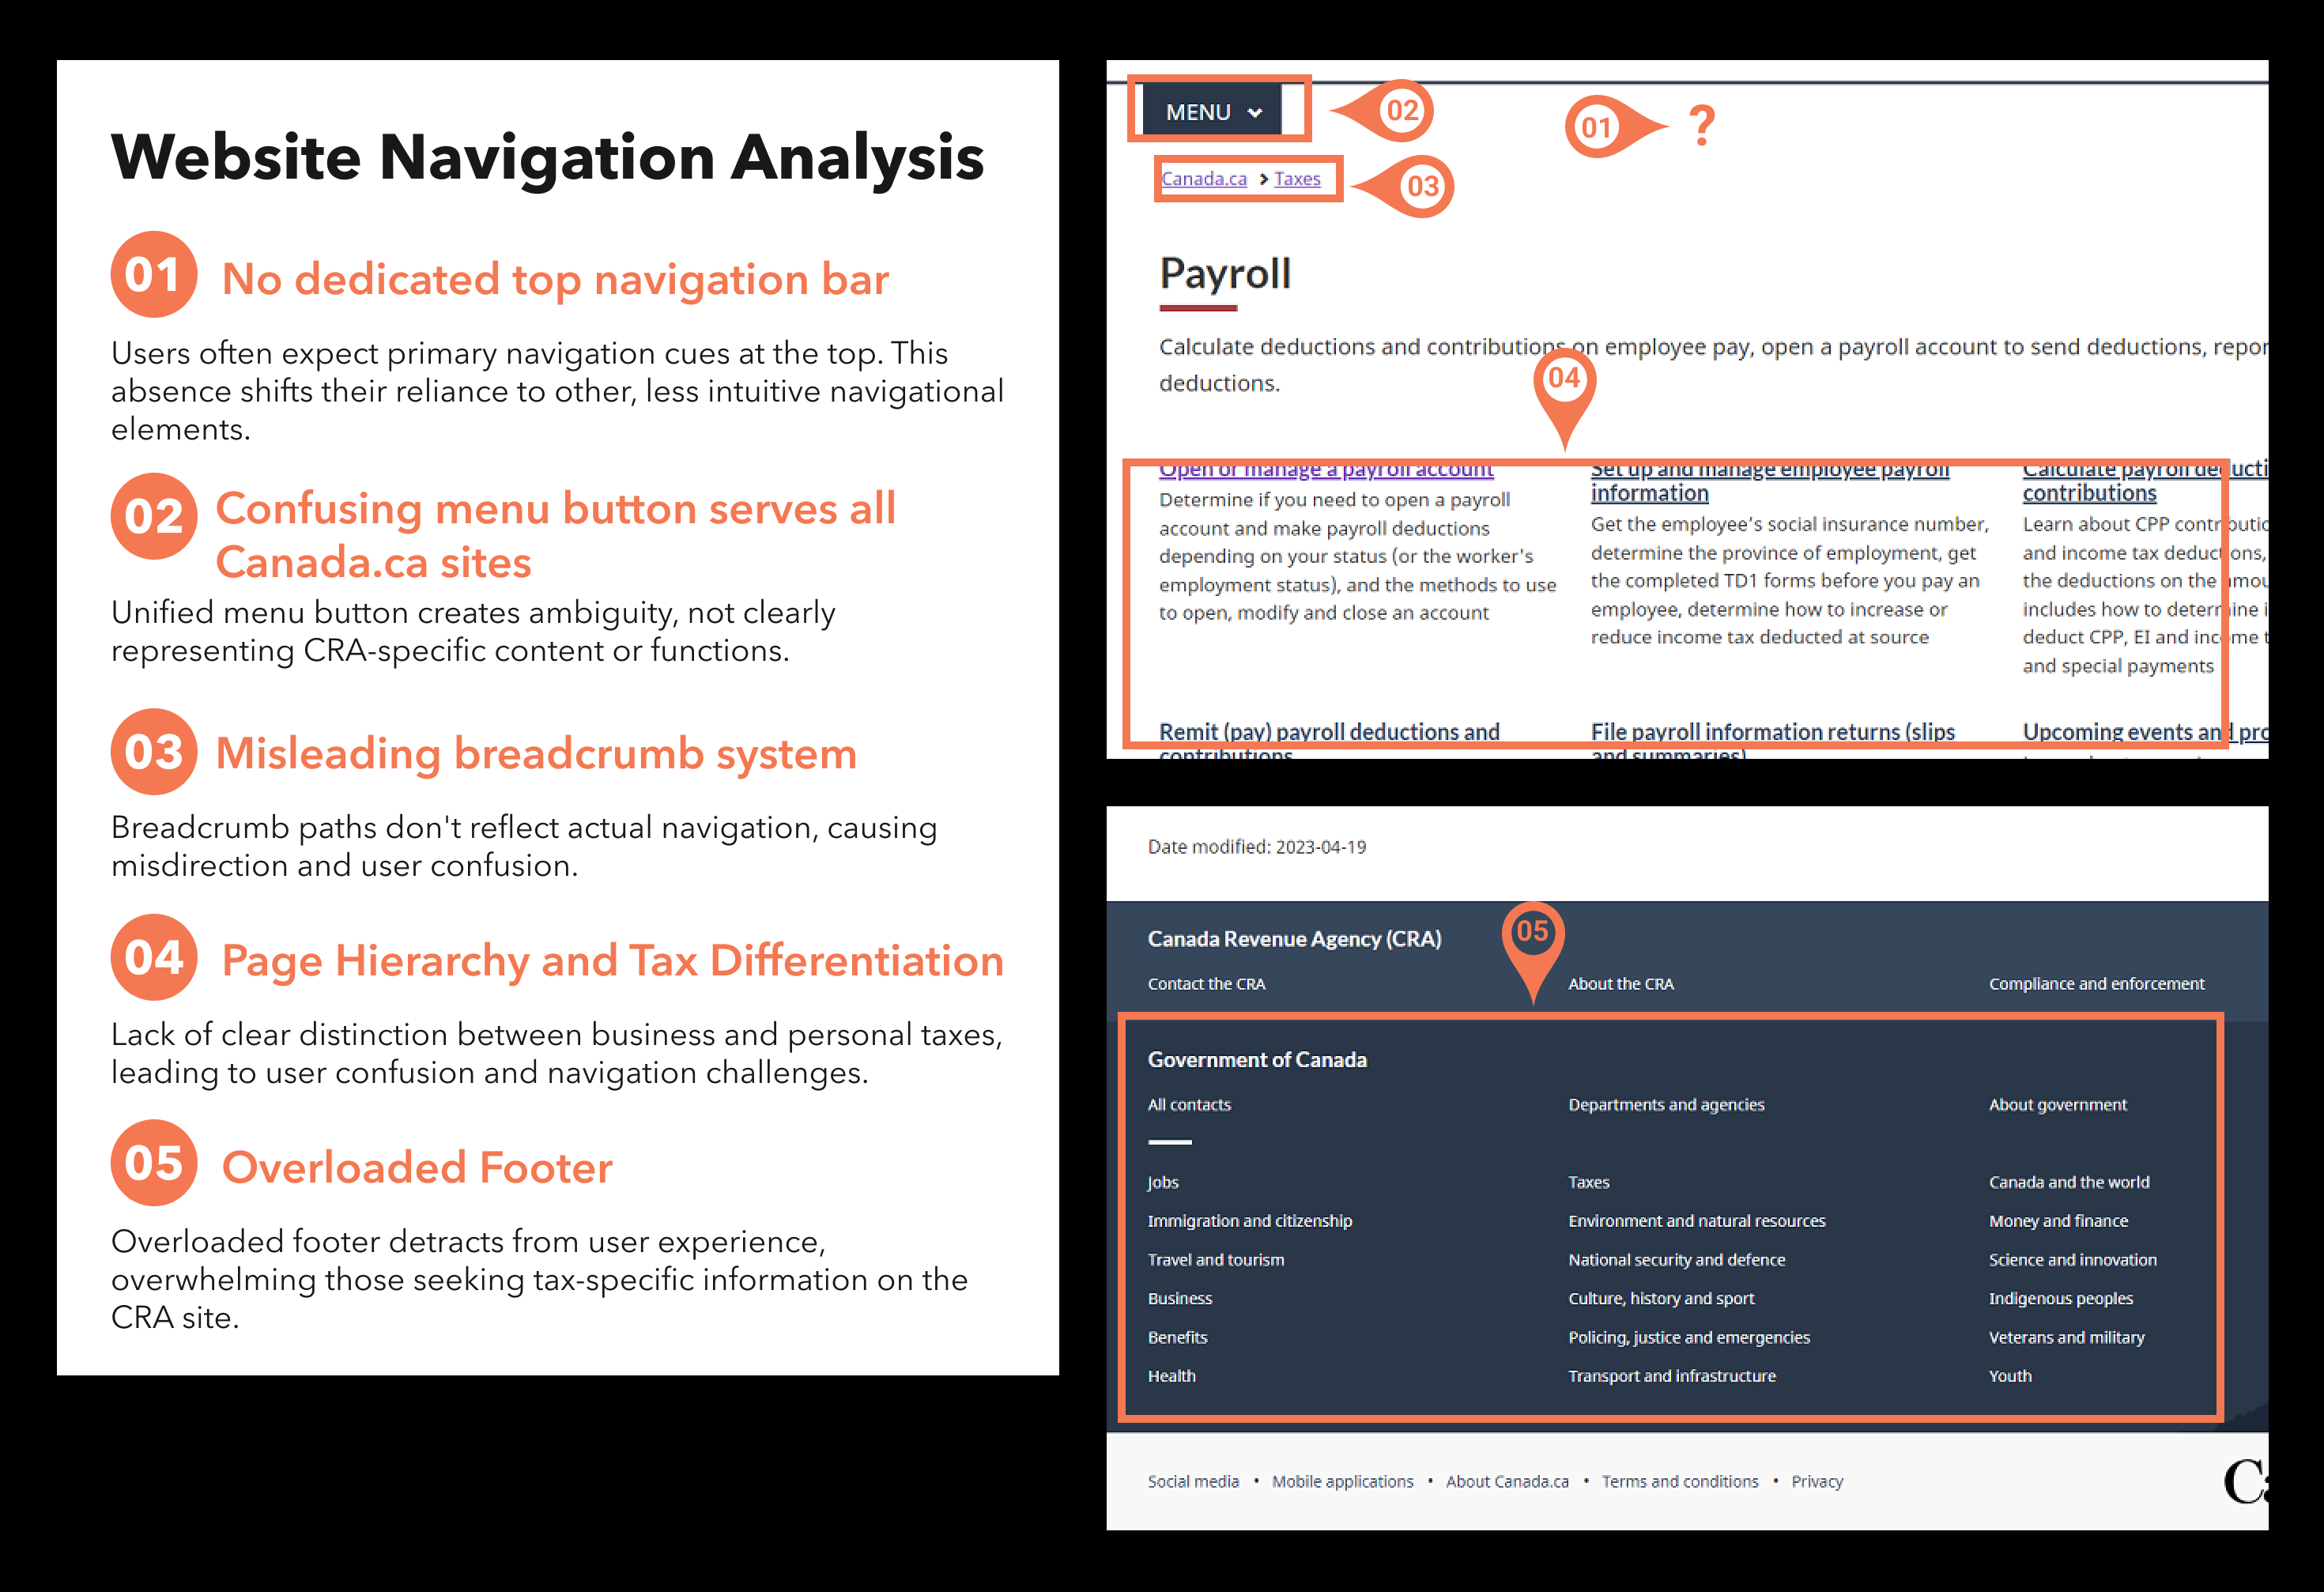 Website Navigation Analysis
01 No dedicated top navigation bar
Users often expect primary navigation cues at the top. This
absence shifts their reliance to other, less intuitive navigational
elements.
02 Confusing menu button serves all
Canada.ca sites
Unified menu button creates ambiguity, not clearly
representing CRA-specific content or functions.
03 Misleading breadcrumb system
Breadcrumb paths don't reflect actual navigation, causing
misdirection and user confusion.
04 Page Hierarchy and Tax Differentiation
Lack of clear distinction between business and personal taxes,
leading to user confusion and navigation challenges.
05 Overloaded Footer
Overloaded footer detracts from user experience,
overwhelming those seeking tax-specific information on the
CRA site.
MENU
02
01 ?
Canada.ca > Taxes
03
Payroll
Calculate deductions and contributions on employee pay, open a payroll account to send deductions, repor
deductions.
04
Open or manage a payroll account
Determine if you need to open a payroll
account and make payroll deductions
depending on your status (or the worker's
employment status), and the methods to use
to open, modify and close an account
Set up and manage employee payroll
information
Get the employee's social insurance number,
determine the province of employment, get
the completed TD1 forms before you pay an
employee, determine how to increase or
reduce income tax deducted at source
Calculate payroll deducti
contributions
Learn about CPP contributio
and income tax deductions,
the deductions on the amou
includes how to determine i
deduct CPP, EI and income t
and special payments
Remit (pay) payroll deductions and
contributions
File payroll information returns (slips
and summaries)
Upcoming events and pro
Date modified: 2023-04-19
Canada Revenue Agency (CRA)
05
Contact the CRA
About the CRA
Compliance and enforcement
Government of Canada
All contacts
Departments and agencies
About government
Jobs
Taxes
Canada and the world
Immigration and citizenship
Environment and natural resources
Money and finance
Travel and tourism
National security and defence
Science and innovation
Business
Culture, history and sport
Indigenous peoples
Benefits
Policing, justice and emergencies
Veterans and military
Health
Transport and infrastructure
Youth
Social media • Mobile applications • About Canada.ca • Terms and conditions • Privacy
Ca